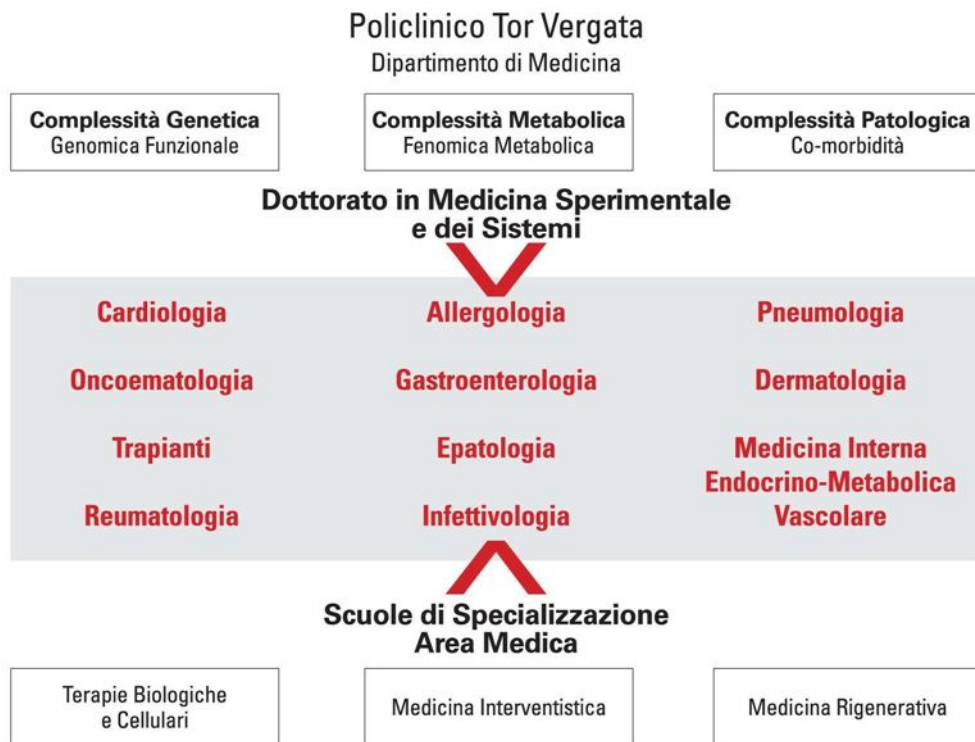 Policlinico Tor Vergata
Dipartimento di Medicina
Complessità Genetica
Genomica Funzionale
Complessità Metabolica
Fenomica Metabolica
Complessità Patologica
Co-morbidità
Dottorato in Medicina Sperimentale
e dei Sistemi
Cardiologia
Allergologia
Pneumologia
Oncoematologia
Gastroenterologia
Dermatologia
Trapianti
Epatologia
Medicina Interna
Endocrino-Metabolica
Vascolare
Reumatologia
Infettivologia
Scuole di Specializzazione
Area Medica
Terapie Biologiche
e Cellulari
Medicina Interventistica
Medicina Rigenerativa